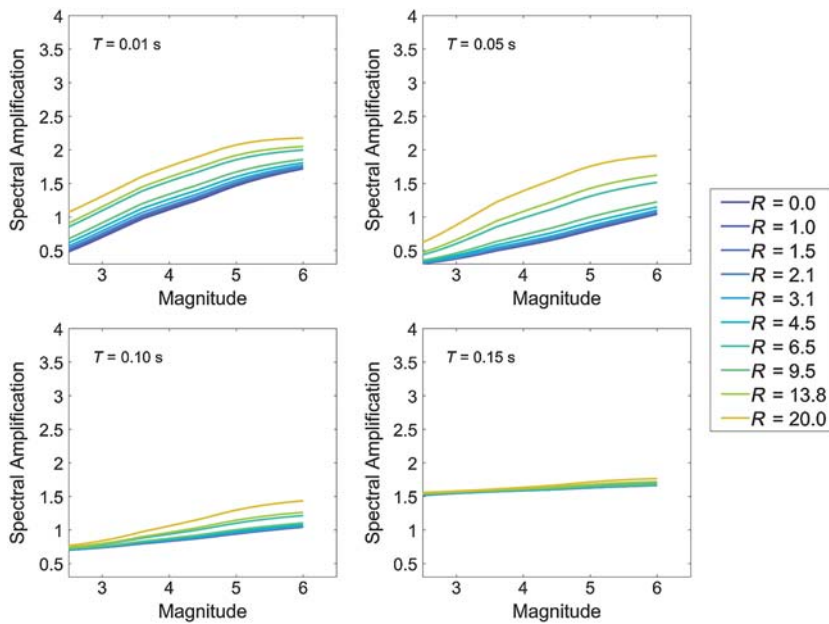 4
3.5
3
2.5
2
1.5
1
0.5
Spectral Amplification
T = 0.01 s
3 4 5 6
Magnitude
4
3.5
3
2.5
2
1.5
1
0.5
Spectral Amplification
T = 0.05 s
3 4 5 6
Magnitude
4
3.5
3
2.5
2
1.5
1
0.5
Spectral Amplification
T = 0.10 s
3 4 5 6
Magnitude
4
3.5
3
2.5
2
1.5
1
0.5
Spectral Amplification
T = 0.15 s
3 4 5 6
Magnitude
R = 0.0
R = 1.0
R = 1.5
R = 2.1
R = 3.1
R = 4.5
R = 6.5
R = 9.5
R = 13.8
R = 20.0